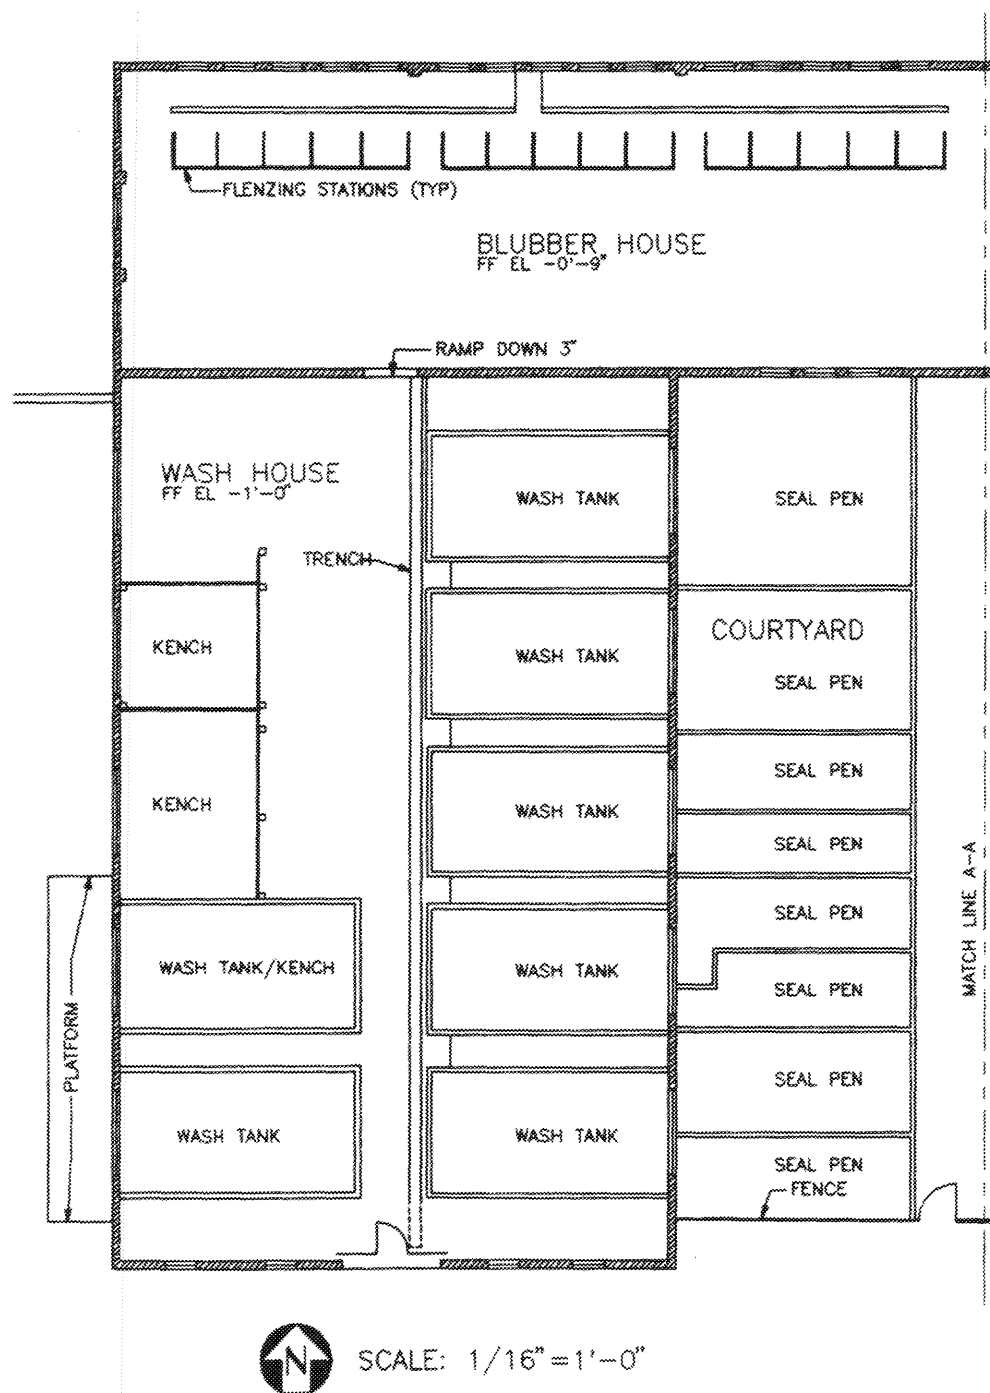 FLENZING STATIONS (TYP)
BLUBBER HOUSE
FF EL -0'-9"
RAMP DOWN 3"
WASH HOUSE
FF EL -1'-0"
WASH TANK
SEAL PEN
TRENCH
COURTYARD
KENCH
WASH TANK
SEAL PEN
SEAL PEN
KENCH
WASH TANK
SEAL PEN
MATCH LINE A-A
SEAL PEN
WASH TANK/KENCH
WASH TANK
SEAL PEN
PLATFORM
SEAL PEN
WASH TANK
WASH TANK
SEAL PEN
FENCE
N
SCALE: 1/16"=1'-0"